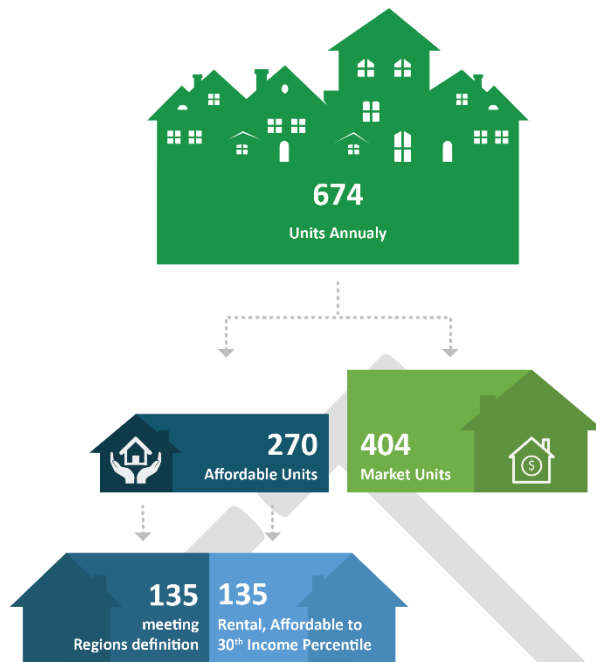 674
Units Annualy
270
Affordable Units
404
Market Units
$
135
meeting
Regions definition
135
Rental, Affordable to
30th Income Percentile